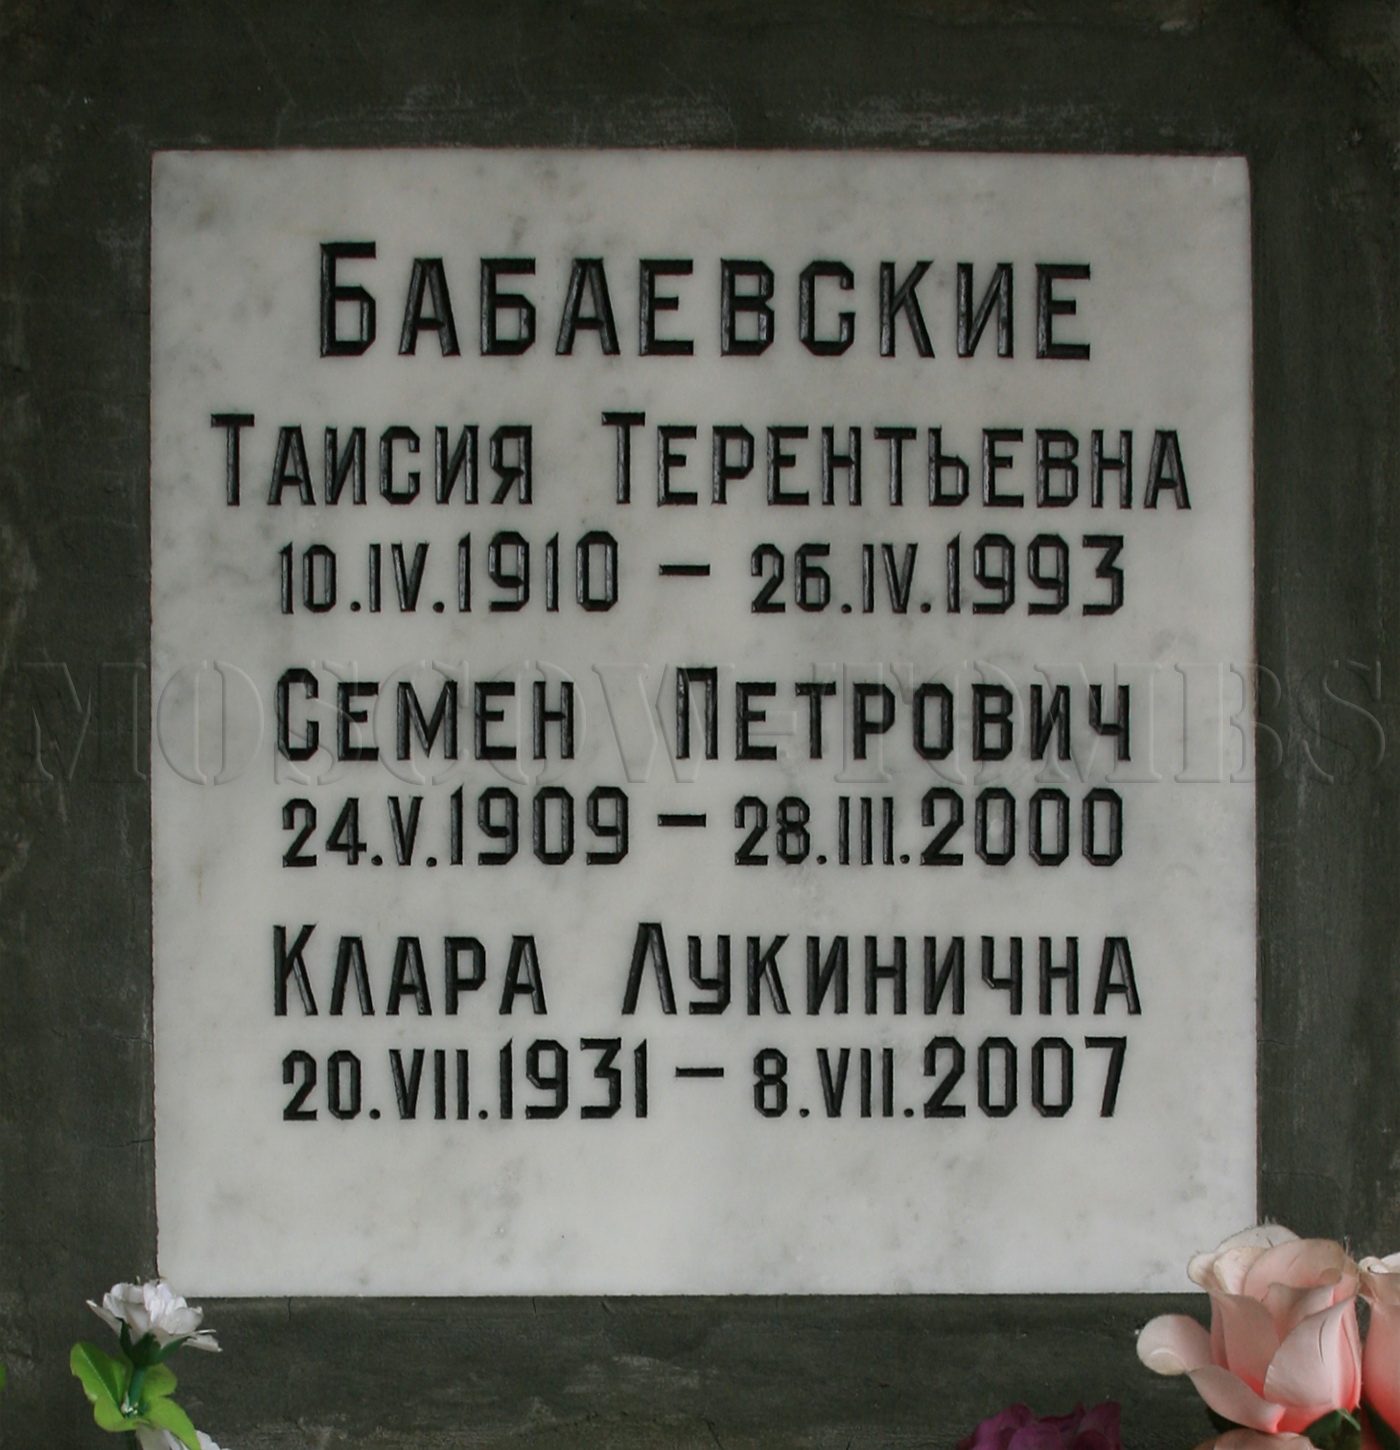 БАБАЕВСКИЕ
ТАИСИЯ ТЕРЕНТЬЕВНА
10.IV.1910 – 26.IV.1993
MOSCOW-TOMBS
СЕМЕН ПЕТРОВИЧ
24.V.1909 – 28.III.2000
КЛАРА ЛУКИНИЧНА
20.VII.1931 – 8.VII.2007